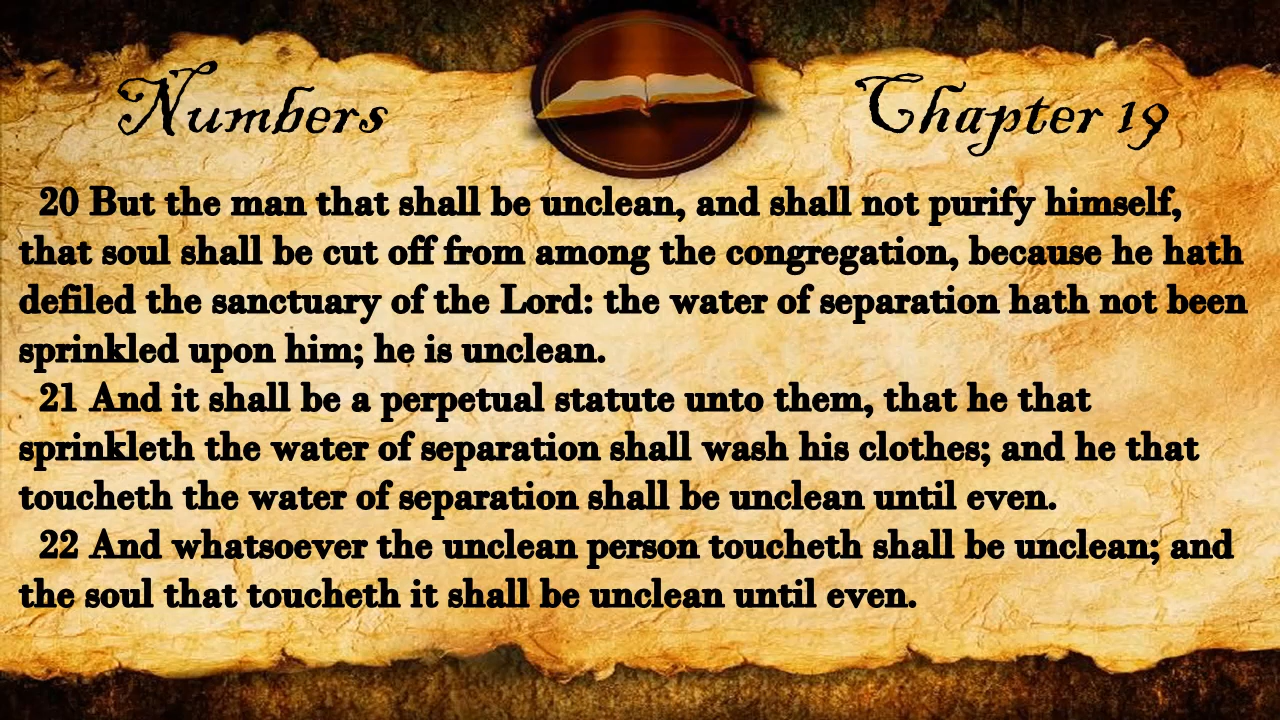 Numbers
Chapter 19
20 But the man that shall be unclean, and shall not purify himself,
that soul shall be cut off from among the congregation, because he hath
defiled the sanctuary of the Lord: the water of separation hath not been
sprinkled upon him; he is unclean.
21 And it shall be a perpetual statute unto them, that he that
sprinkleth the water of separation shall wash his clothes; and he that
toucheth the water of separation shall be unclean until even.
22 And whatsoever the unclean person toucheth shall be unclean; and
the soul that toucheth it shall be unclean until even.